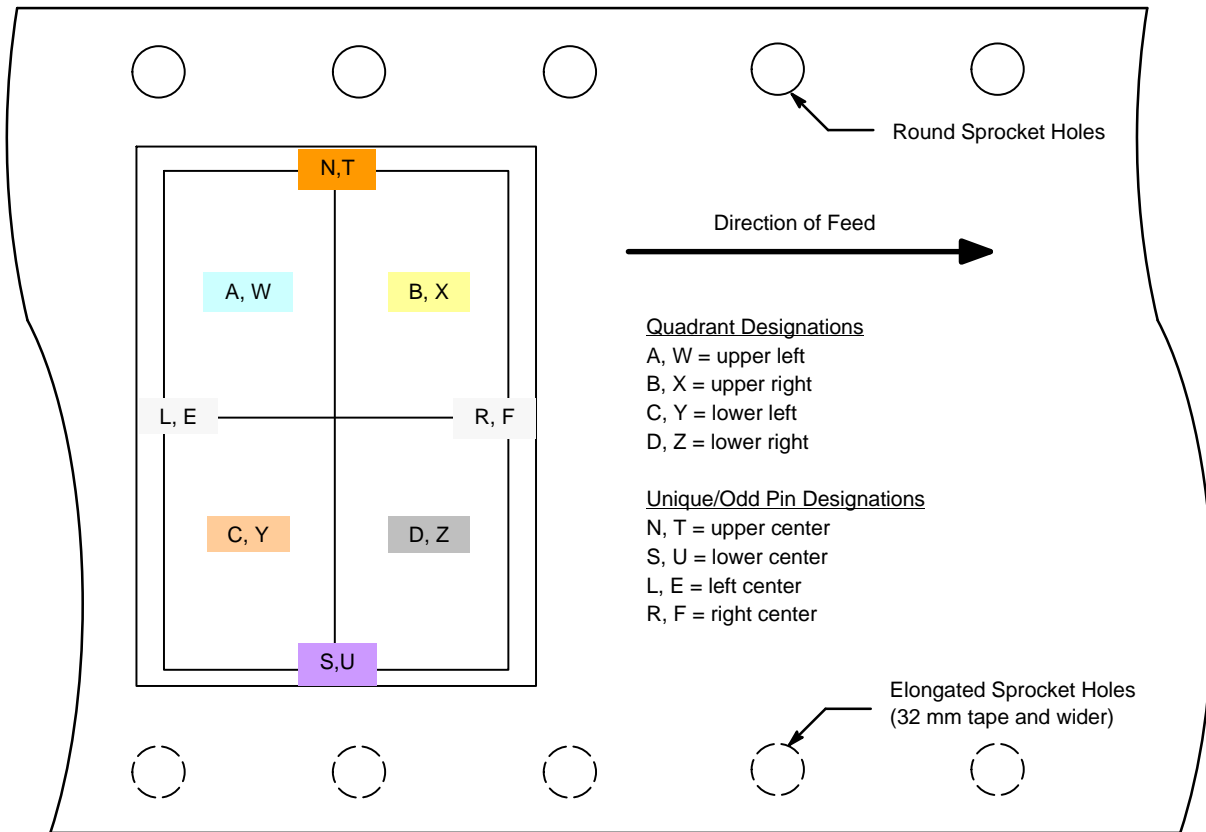 Round Sprocket Holes
N,T
Direction of Feed
A, W
B, X
Quadrant Designations
A, W = upper left
B, X = upper right
C, Y = lower left
D, Z = lower right
L, E
R, F
Unique/Odd Pin Designations
N, T = upper center
S, U = lower center
L, E = left center
R, F = right center
C, Y
D, Z
S,U
Elongated Sprocket Holes
(32 mm tape and wider)